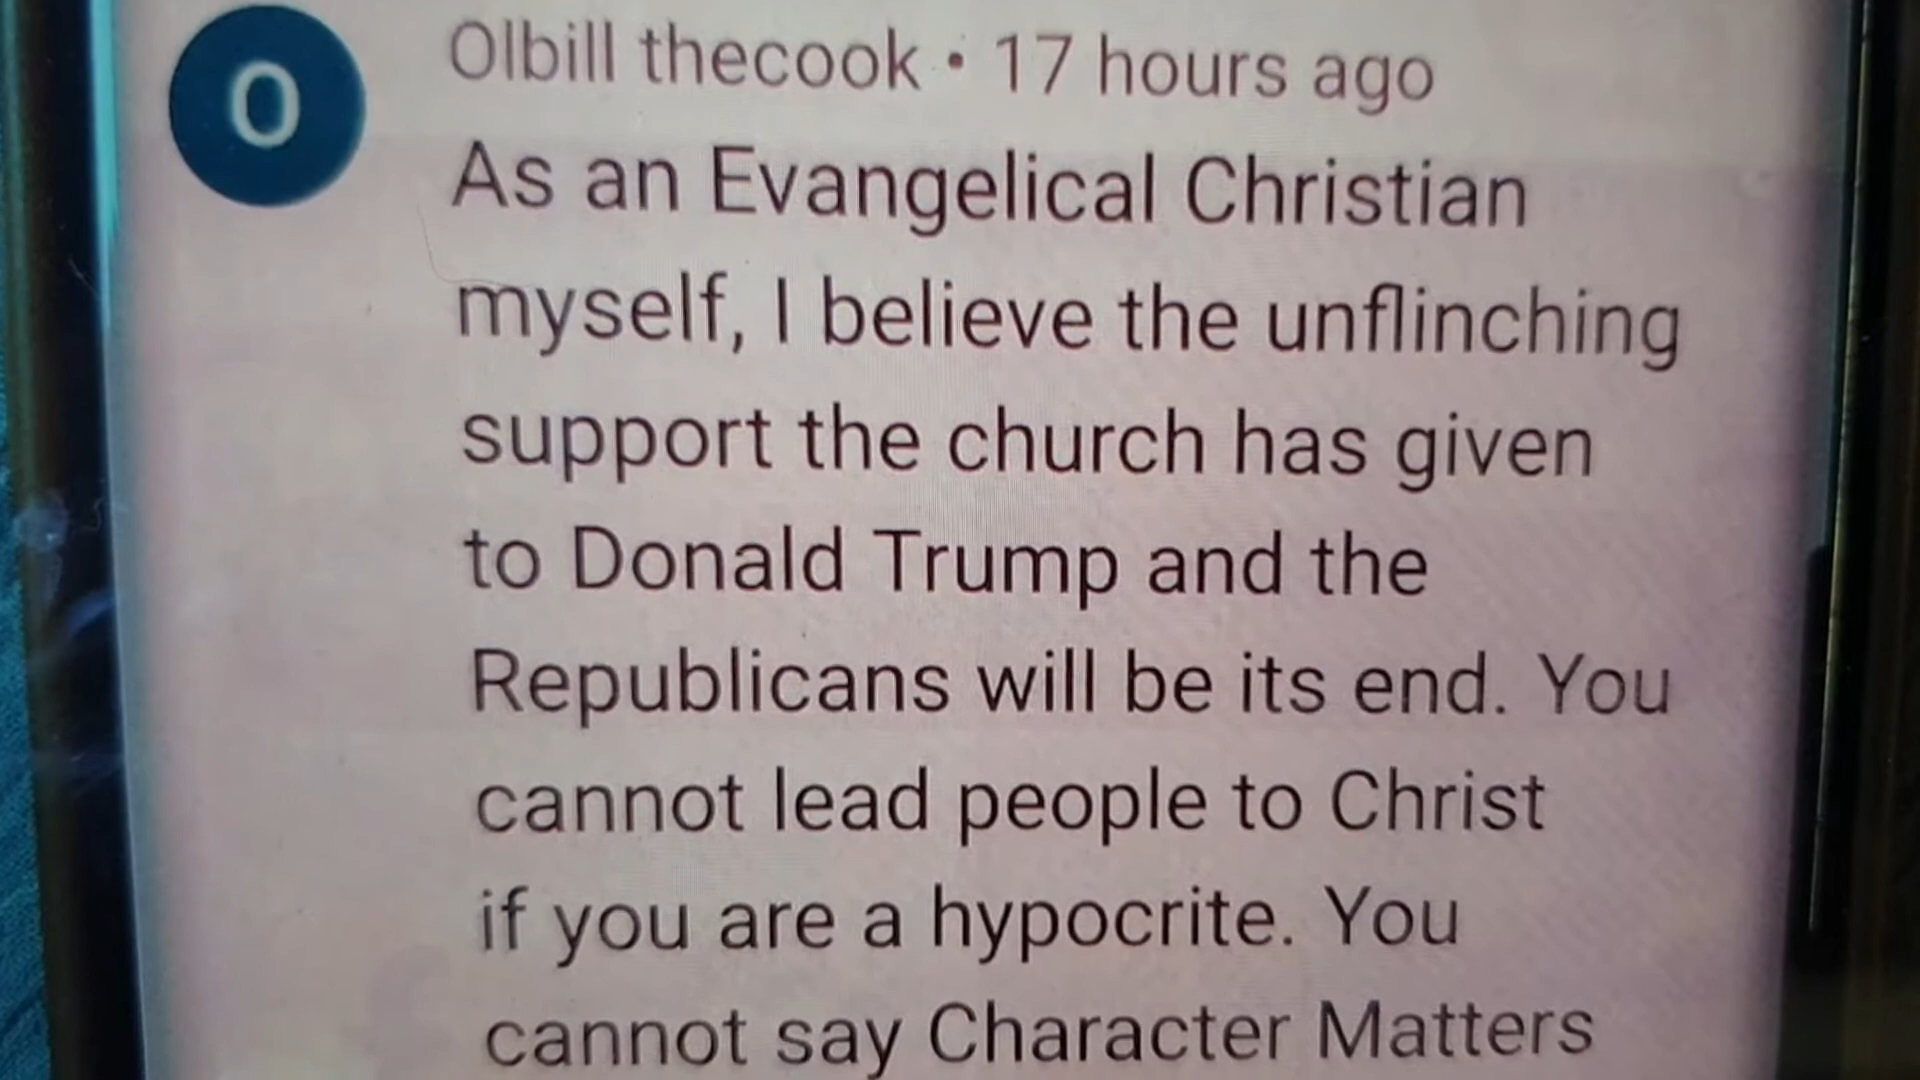 O
Olbill thecook • 17 hours ago
As an Evangelical Christian
myself, I believe the unflinching
support the church has given
to Donald Trump and the
Republicans will be its end. You
cannot lead people to Christ
if you are a hypocrite. You
cannot say Character Matters